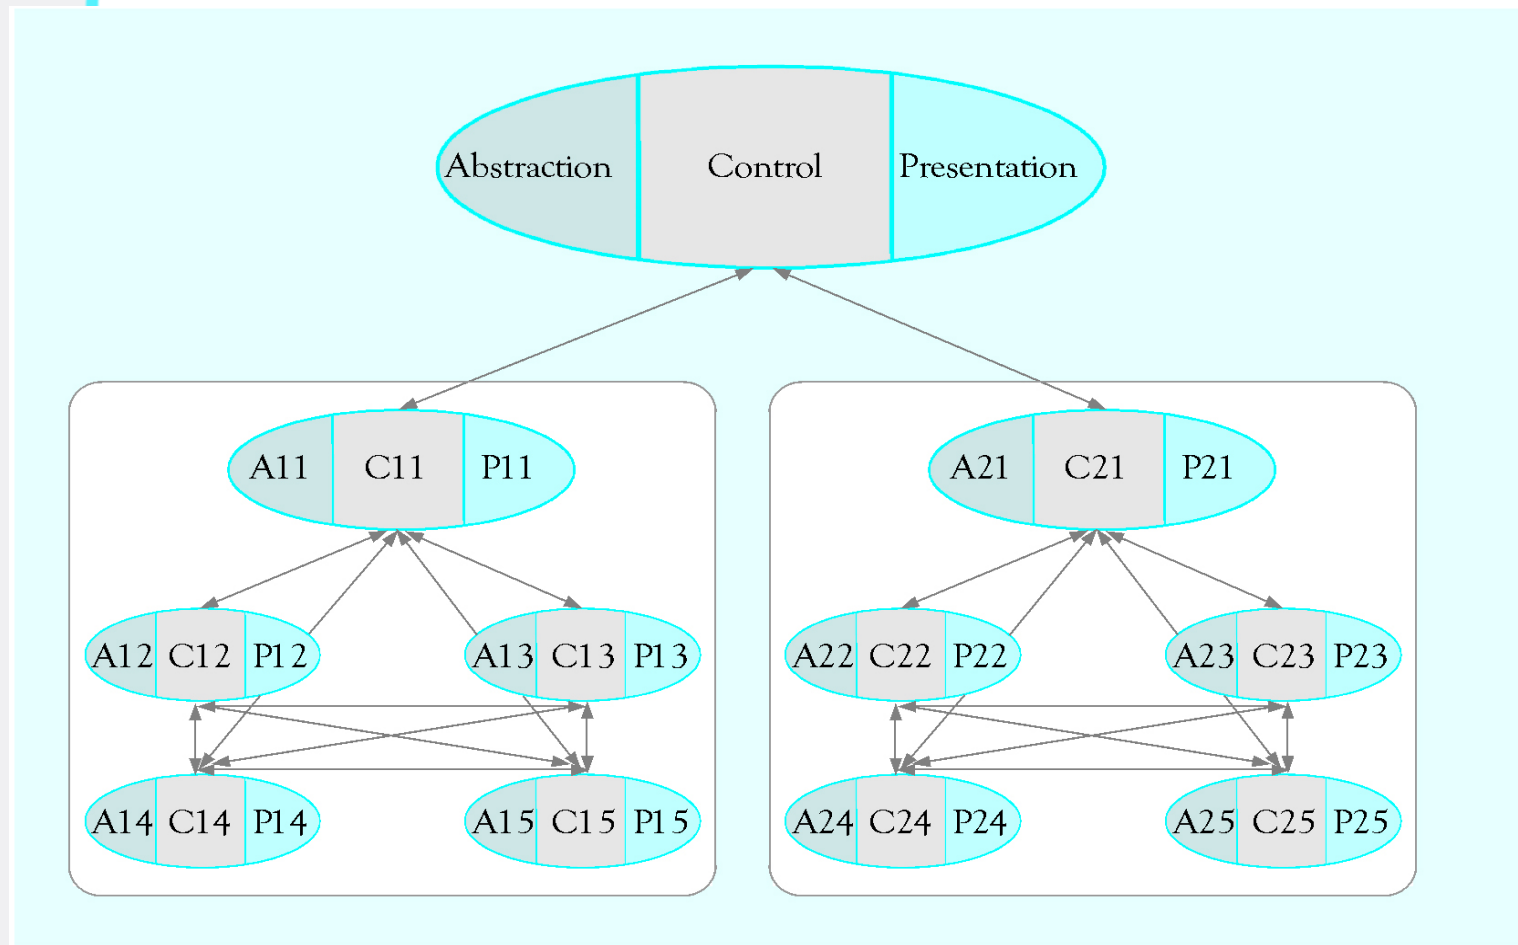 Abstraction Control Presentation
A11 C11 P11 A21 C21 P21
A12 C12 P12 A13 C13 P13 A22 C22 P22 A23 C23 P23
A14 C14 P14 A15 C15 P15 A24 C24 P24 A25 C25 P25